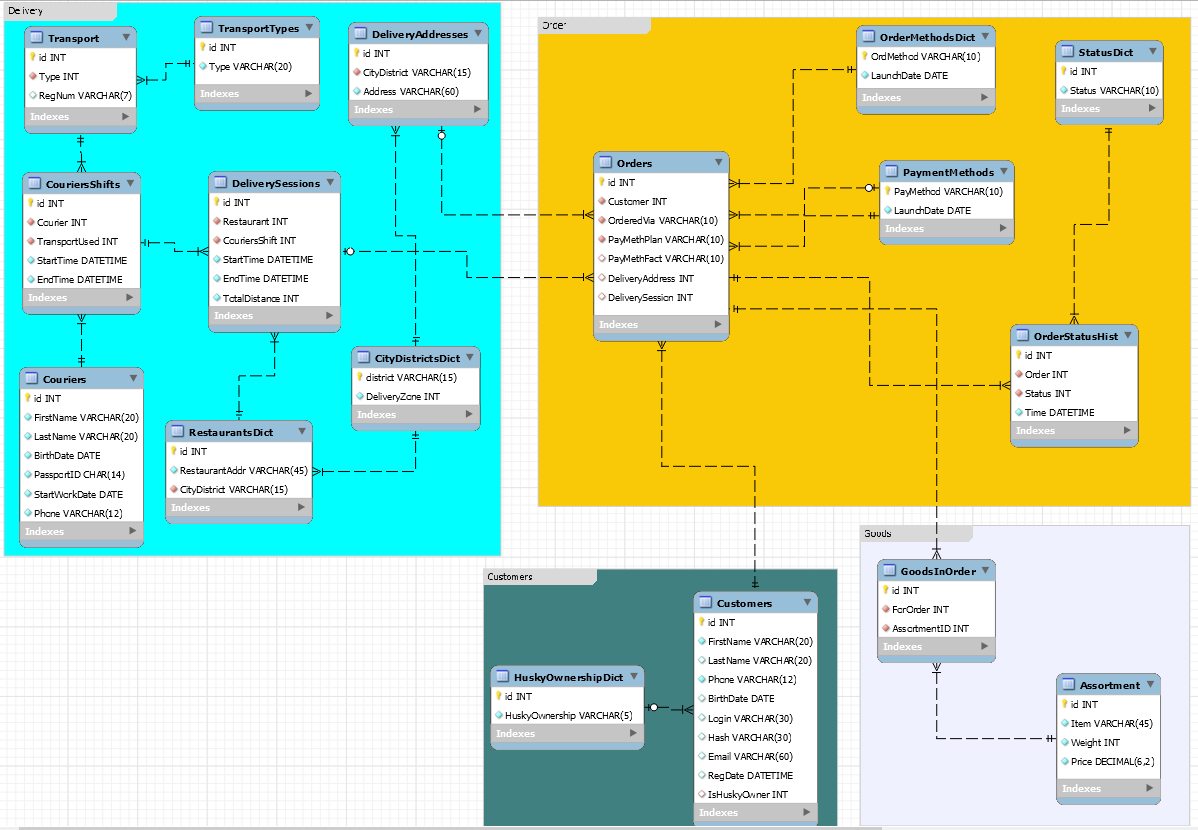 Delivery
Transport
id INT
Type INT
RegNum VARCHAR(7)
Indexes
TransportTypes
id INT
Type VARCHAR(20)
Indexes
DeliveryAddresses
id INT
CityDistrict VARCHAR(15)
Address VARCHAR(60)
Indexes
CouriersShifts
id INT
Courier INT
TransportUsed INT
StartTime DATETIME
EndTime DATETIME
Indexes
DeliverySessions
id INT
Restaurant INT
CouriersShift INT
StartTime DATETIME
EndTime DATETIME
TotalDistance INT
Indexes
CityDistrictsDict
district VARCHAR(15)
DeliveryZone INT
Indexes
Couriers
id INT
FirstName VARCHAR(20)
LastName VARCHAR(20)
BirthDate DATE
PassportID CHAR(14)
StartWorkDate DATE
Phone VARCHAR(12)
Indexes
RestaurantsDict
id INT
RestaurantAddr VARCHAR(45)
CityDistrict VARCHAR(15)
Indexes
Order
OrderMethodsDict
OrdMethod VARCHAR(10)
LaunchDate DATE
Indexes
StatusDict
id INT
Status VARCHAR(10)
Indexes
Orders
id INT
Customer INT
OrderedVia VARCHAR(10)
PayMethPlan VARCHAR(10)
PayMethFact VARCHAR(10)
DeliveryAddress INT
DeliverySession INT
Indexes
PaymentMethods
PayMethod VARCHAR(10)
LaunchDate DATE
Indexes
OrderStatusHist
id INT
Order INT
Status INT
Time DATETIME
Indexes
Customers
HuskyOwnershipDict
id INT
HuskyOwnership VARCHAR(5)
Indexes
Customers
id INT
FirstName VARCHAR(20)
LastName VARCHAR(20)
Phone VARCHAR(12)
BirthDate DATE
Login VARCHAR(30)
Hash VARCHAR(30)
Email VARCHAR(60)
RegDate DATETIME
IsHuskyOwner INT
Indexes
Goods
GoodsInOrder
id INT
ForOrder INT
AssortmentID INT
Indexes
Assortment
id INT
Item VARCHAR(45)
Weight INT
Price DECIMAL(6,2)
Indexes